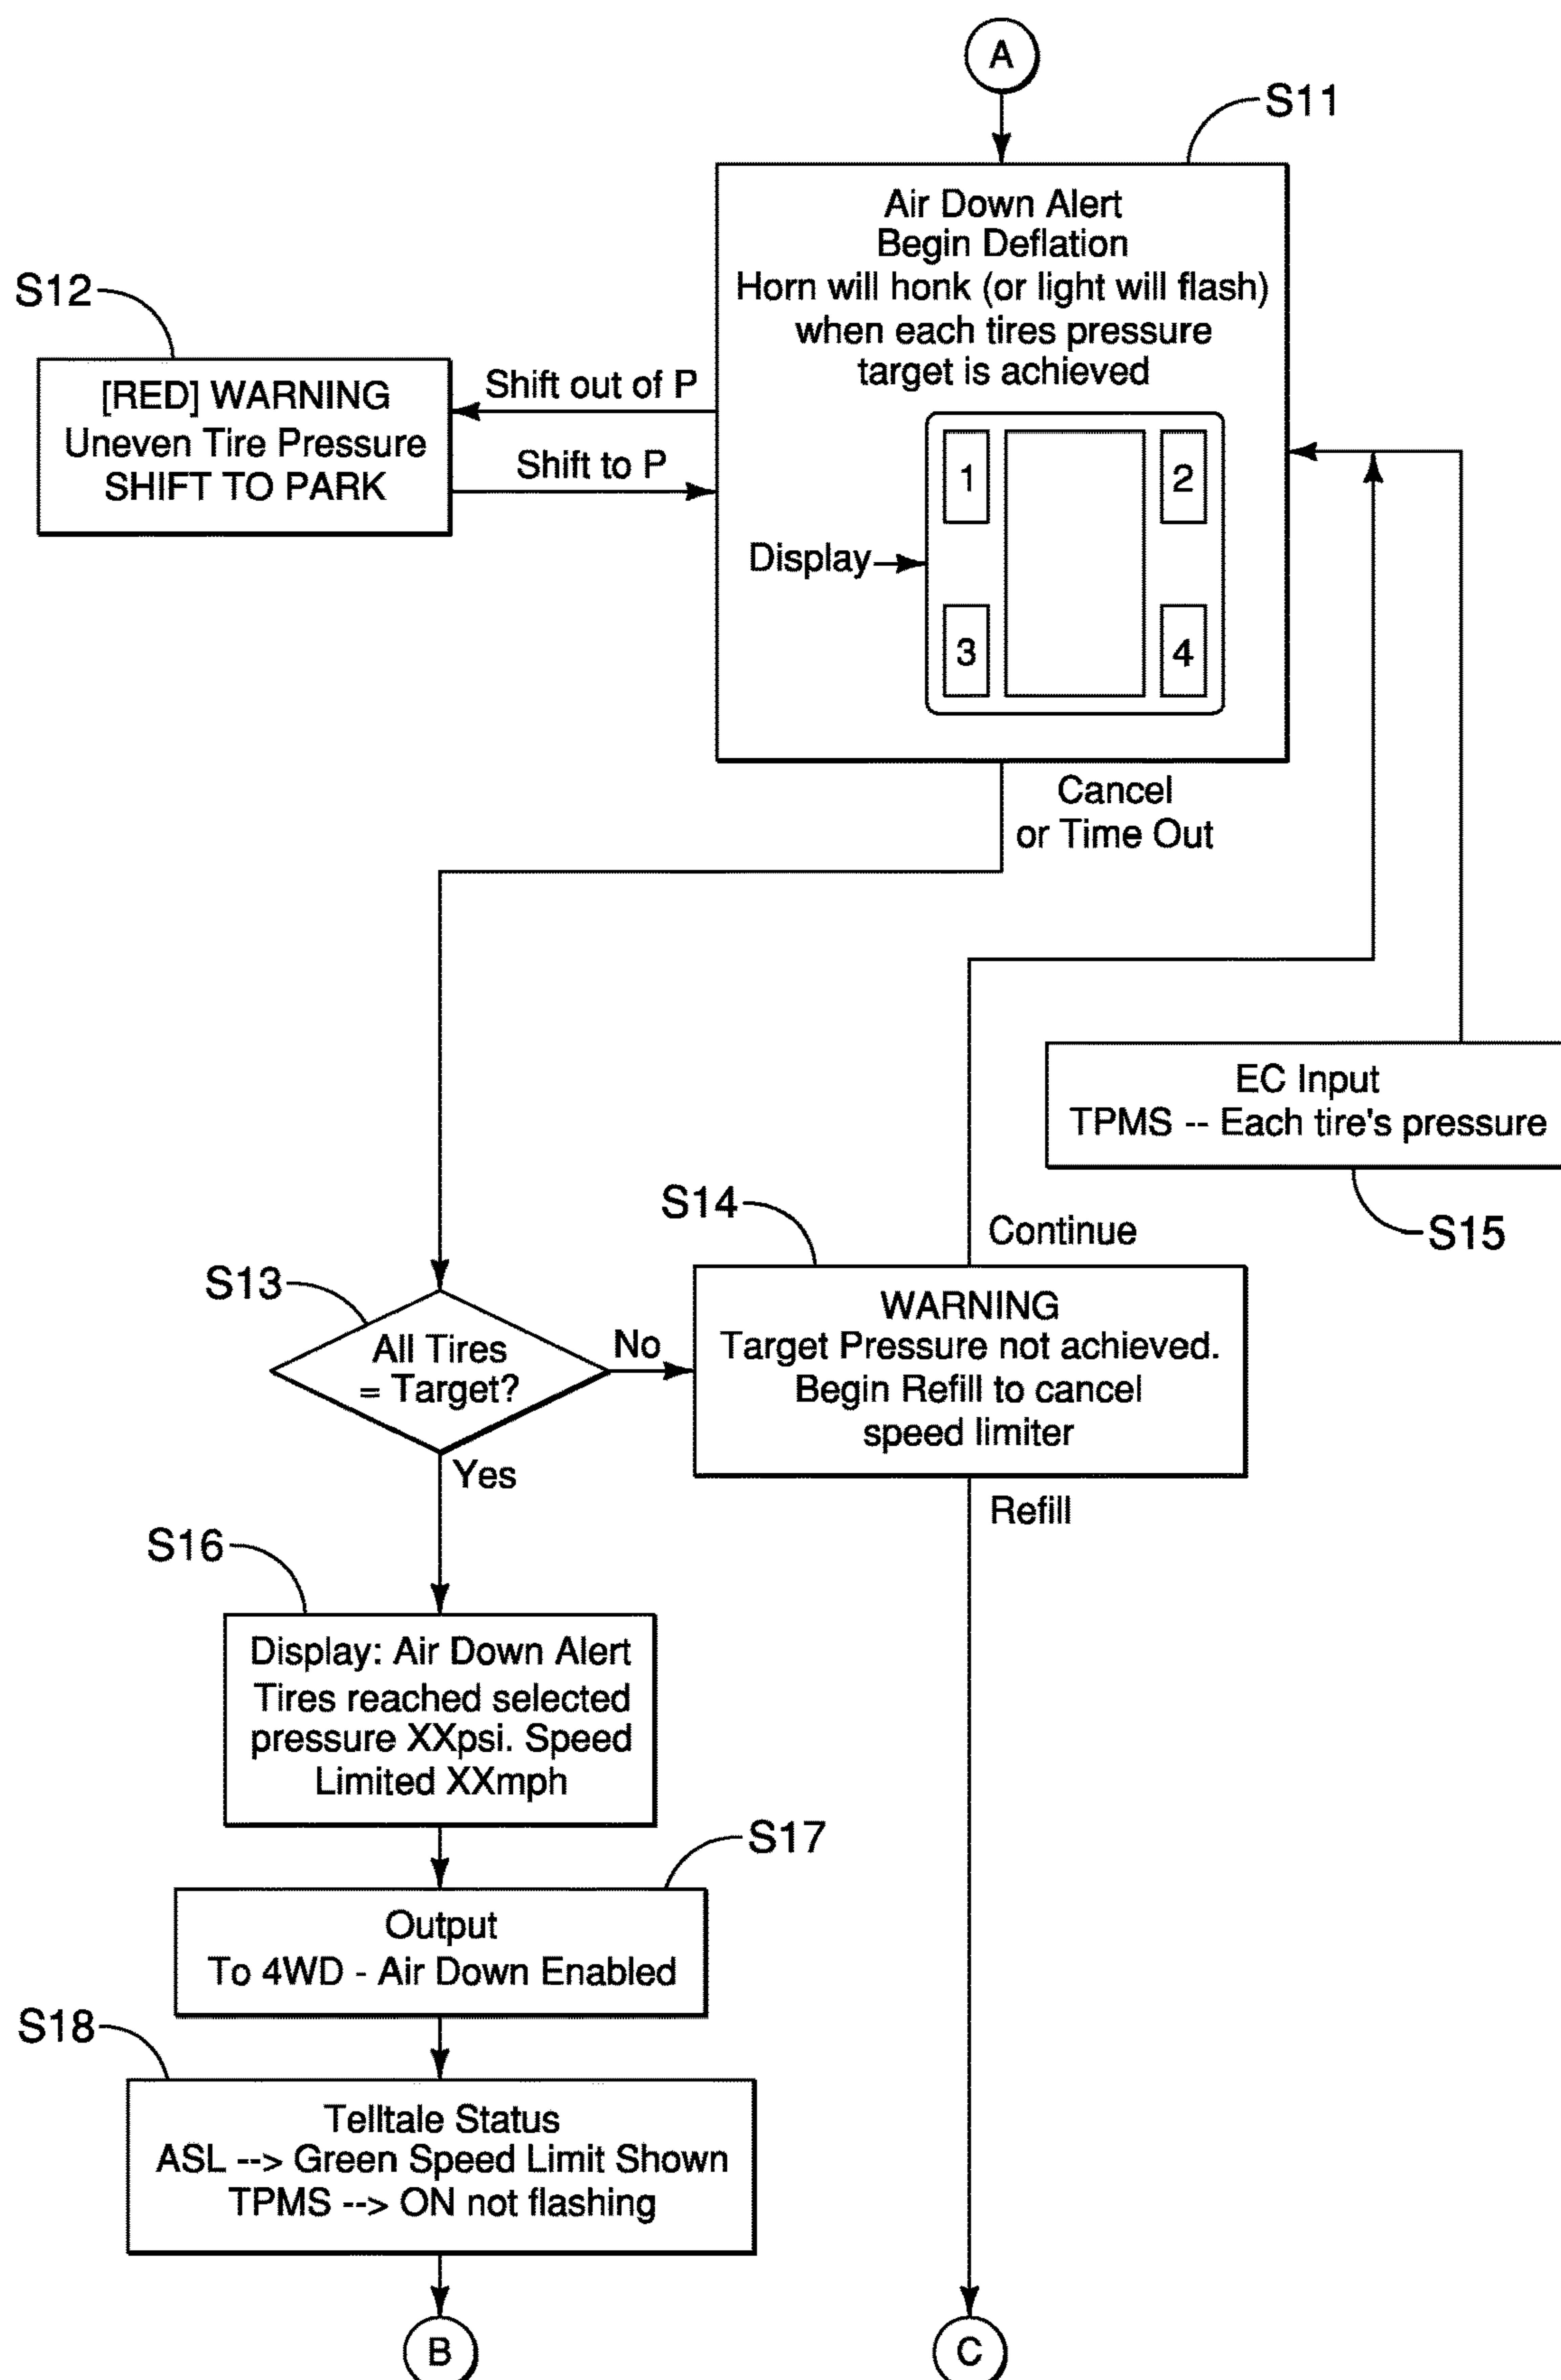 A
S11
Air Down Alert
Begin Deflation
Horn will honk (or light will flash)
when each tires pressure
target is achieved
S12
[RED] WARNING
Uneven Tire Pressure
SHIFT TO PARK
Shift out of P
Shift to P
1
2
Display
3
4
Cancel
or Time Out
EC Input
TPMS -- Each tire's pressure
S15
S14
Continue
WARNING
Target Pressure not achieved.
Begin Refill to cancel
speed limiter
Refill
S13
All Tires
= Target?
No
Yes
S16
Display: Air Down Alert
Tires reached selected
pressure XXpsi. Speed
Limited XXmph
S17
Output
To 4WD - Air Down Enabled
S18
Telltale Status
ASL --> Green Speed Limit Shown
TPMS --> ON not flashing
B
C